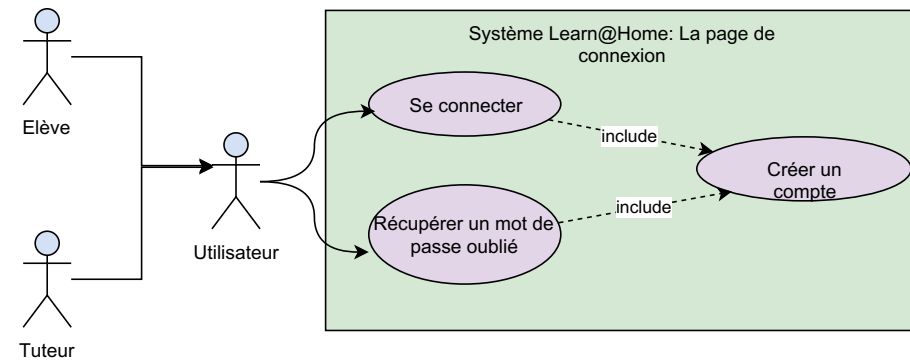 Système Learn@Home: La page de
connexion
Elève
Se connecter
include
Créer un
compte
include
Récupérer un mot de
passe oublié
Utilisateur
Tuteur